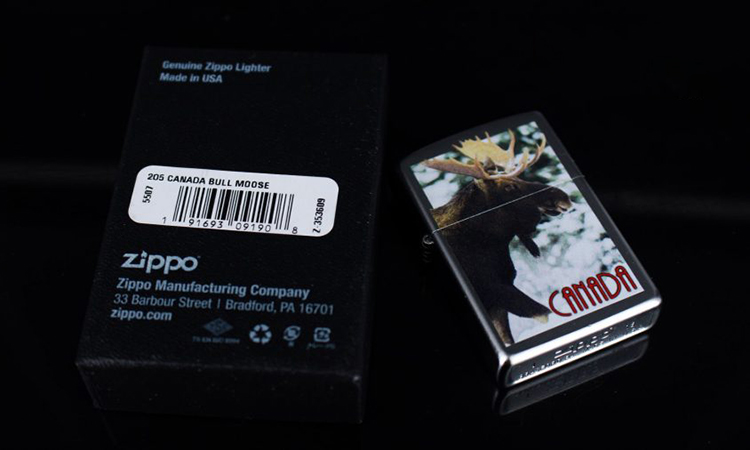 Genuine Zippo Lighter
Made in USA
205 CANADA BULL MOOSE
5507
1 91693 09190 8
Z-353609
zippo
Zippo Manufacturing Company
33 Barbour Street | Bradford, PA 16701
zippo.com
CANADA